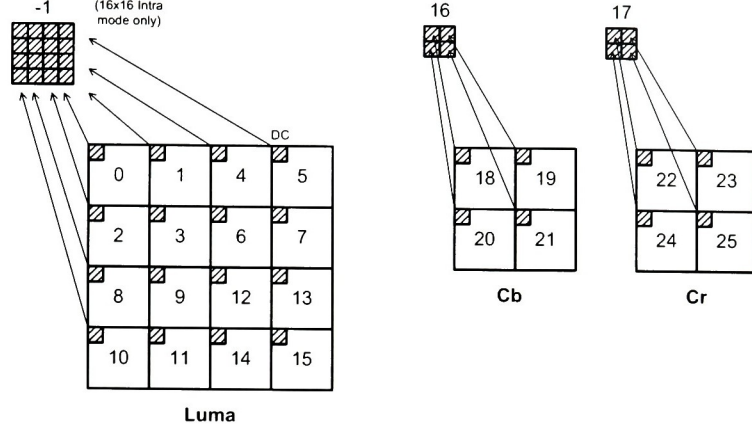 -1
(16x16 Intra
mode only)
16
17
DC
0 1 4 5
2 3 6 7
8 9 12 13
10 11 14 15
Luma
18 19
20 21
Cb
22 23
24 25
Cr